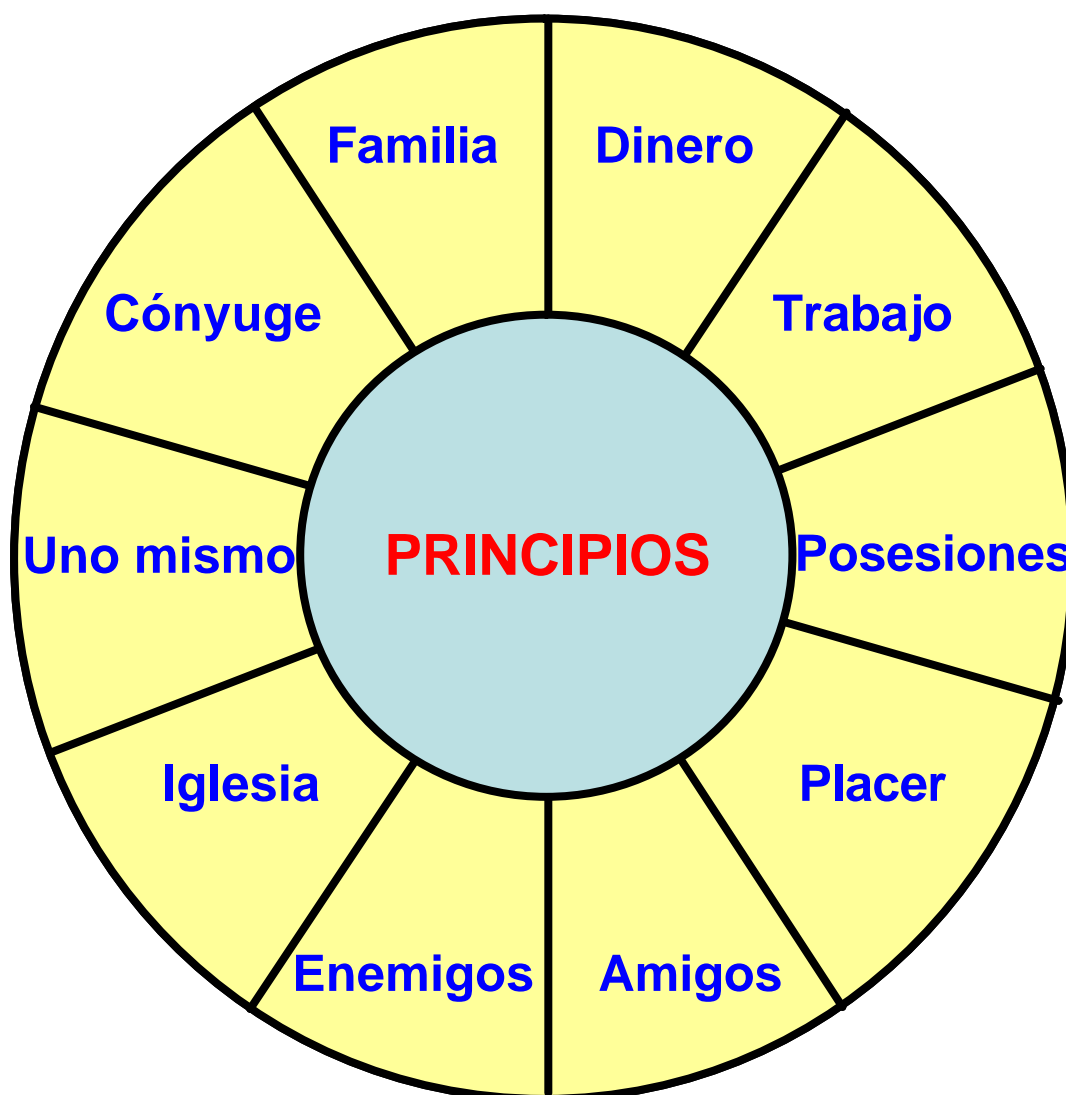 Familia
Dinero
Cónyuge
Trabajo
Uno mismo
PRINCIPIOS
Posesiones
Iglesia
Placer
Enemigos
Amigos